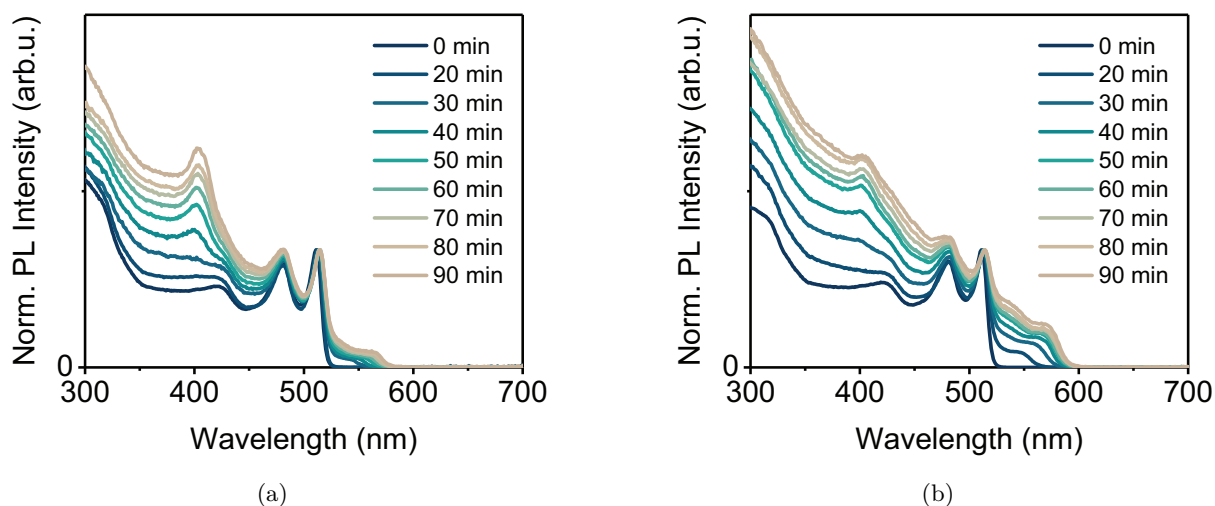 Norm. PL Intensity (arb.u.)
0
300
400
500
600
700
Wavelength (nm)
0 min
20 min
30 min
40 min
50 min
60 min
70 min
80 min
90 min
(a)
Norm. PL Intensity (arb.u.)
0
300
400
500
600
700
Wavelength (nm)
0 min
20 min
30 min
40 min
50 min
60 min
70 min
80 min
90 min
(b)